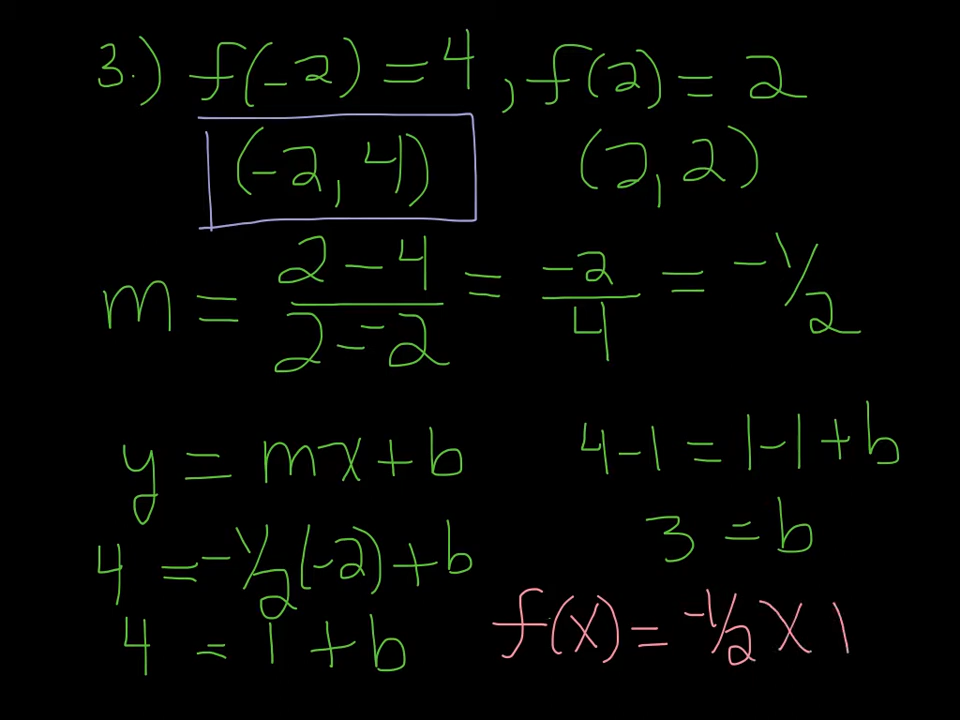 3.) f(-2) = 4, f(2) = 2
(-2, 4) (2, 2)
m = 2-4/2--2 = -2/4 = -1/2
y = mx + b
4 = -1/2(-2) + b
4 = 1 + b
4-1 = 1-1 + b
3 = b
f(x) = -1/2 x |